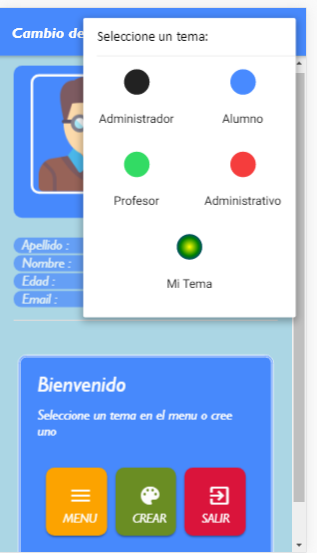 Cambio de
Seleccione un tema:
Administrador
Alumno
Profesor
Administrativo
Mi Tema
Apellido :
Nombre :
Edad :
Email :
Bienvenido
Seleccione un tema en el menu o cree
uno
MENU
CREAR
SALIR